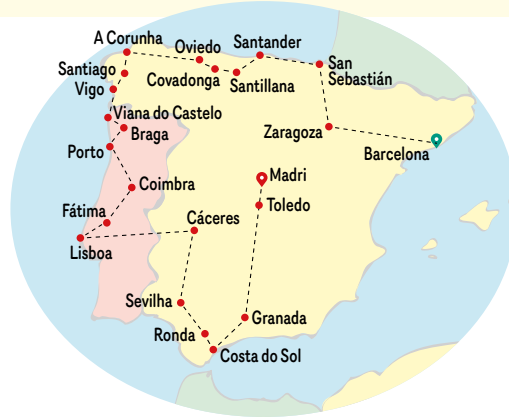 A Corunha
Oviedo
Santander
Santiago
Covadonga
Santillana
San
Sebastián
Vigo
Viana do Castelo
Braga
Zaragoza
Barcelona
Porto
Madri
Coimbra
Toledo
Fátima
Cáceres
Lisboa
Sevilha
Granada
Ronda
Costa do Sol